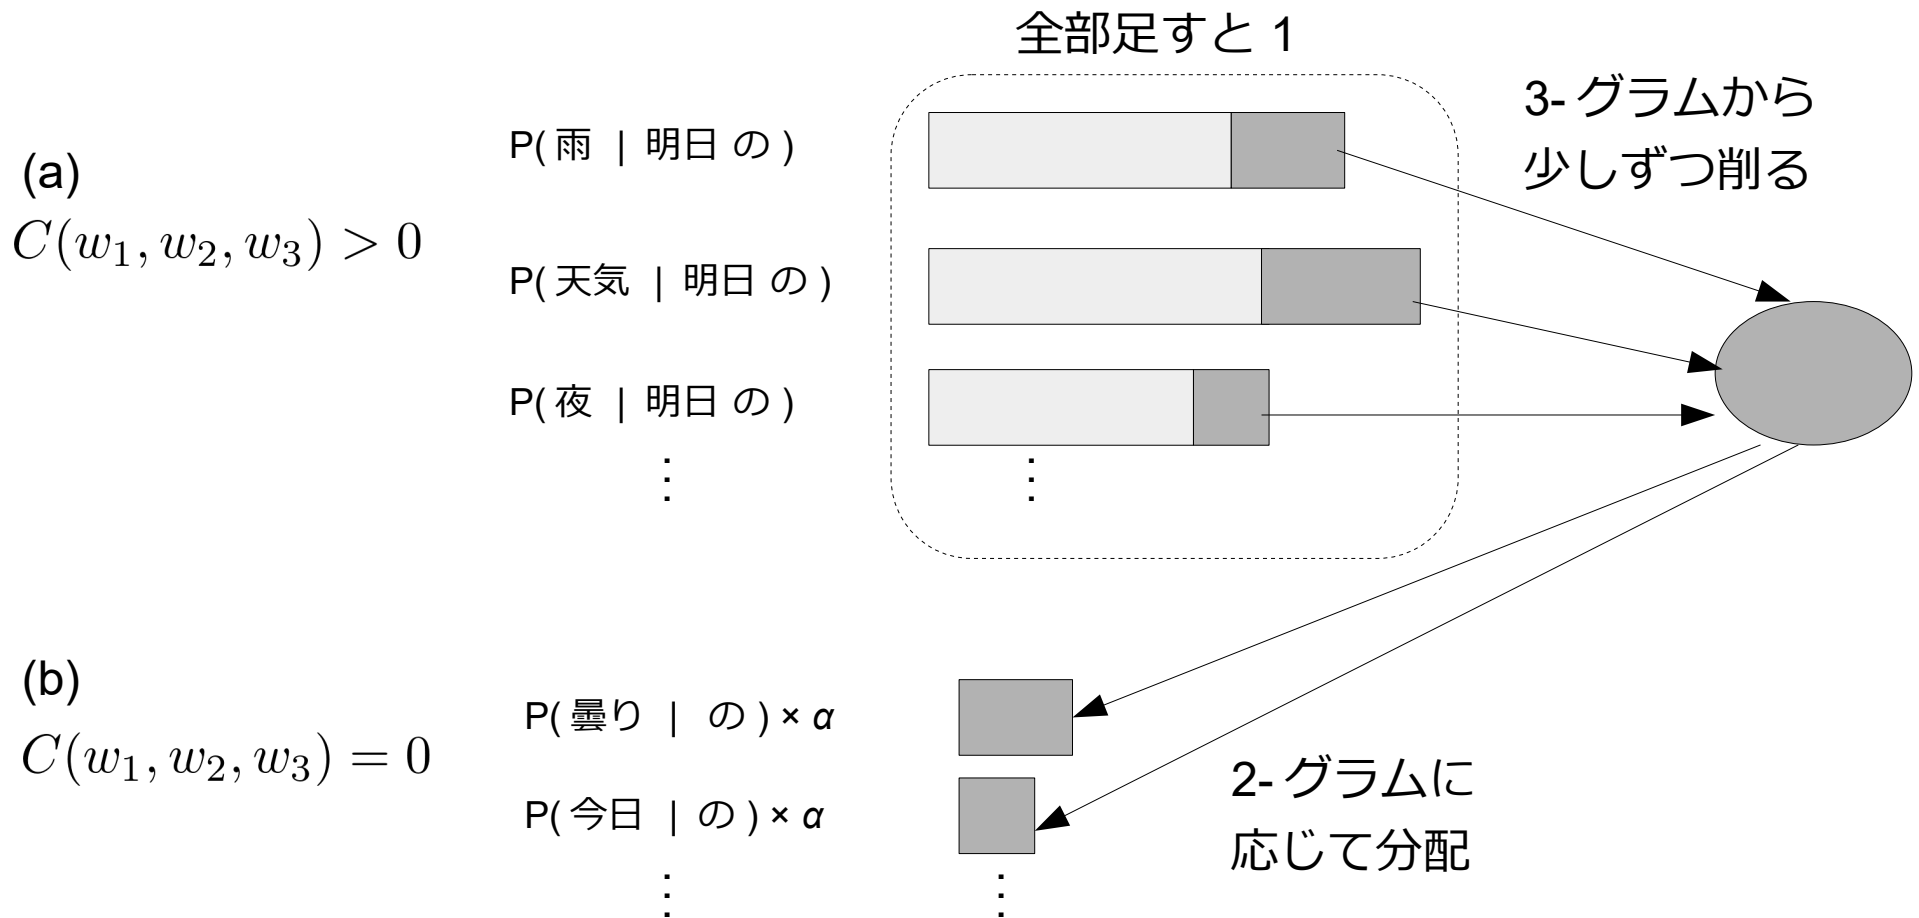 全部足すと 1
3- グラムから
少しずつ削る
(a)
C(w₁, w₂, w₃) > 0
P( 雨 | 明日 の )
P( 天気 | 明日 の )
P( 夜 | 明日 の )
⋮ ⋮
(b)
C(w₁, w₂, w₃) = 0
P( 曇り | の ) × α
P( 今日 | の ) × α
⋮ ⋮
2- グラムに
応じて分配